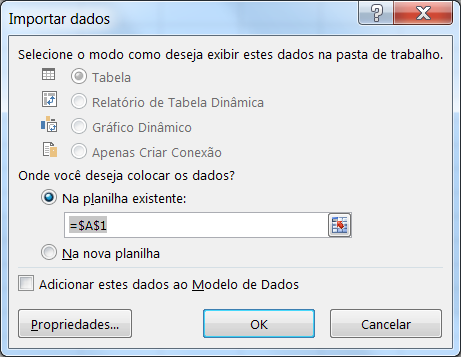 Importar dados
Selecione o modo como deseja exibir estes dados na pasta de trabalho.
Tabela
Relatório de Tabela Dinâmica
Gráfico Dinâmico
Apenas Criar Conexão
Onde você deseja colocar os dados?
Na planilha existente:
=$A$1
Na nova planilha
Adicionar estes dados ao Modelo de Dados
Propriedades... OK Cancelar